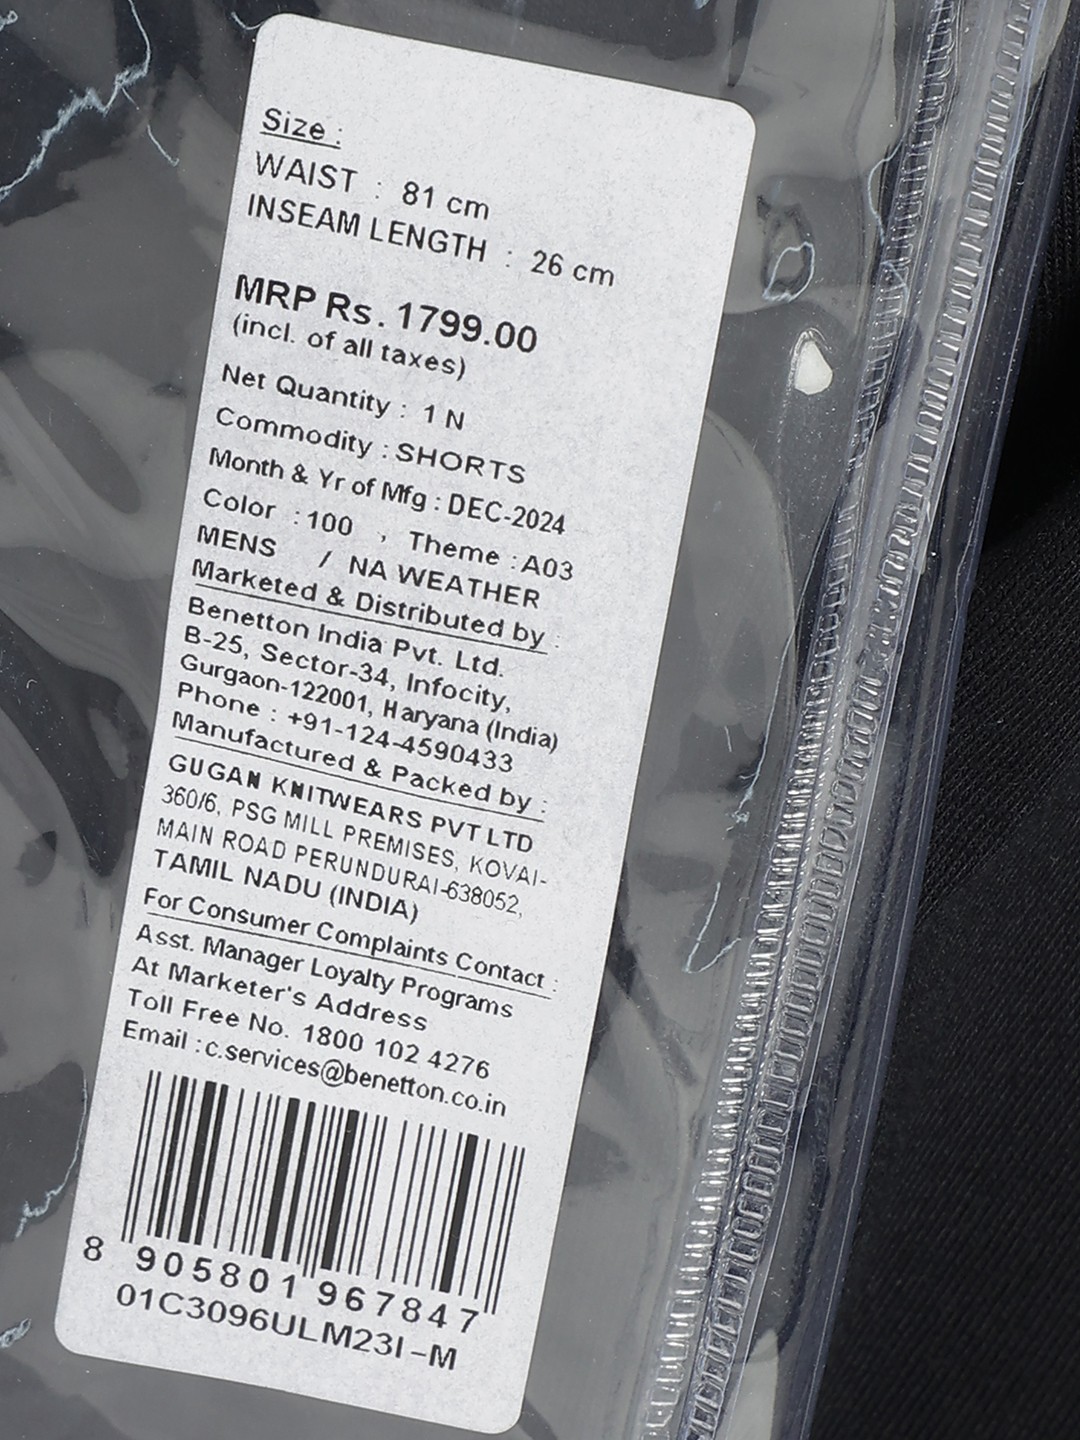 Size :
WAIST : 81 cm
INSEAM LENGTH : 26 cm
MRP Rs. 1799.00
(incl. of all taxes)
Net Quantity : 1 N
Commodity : SHORTS
Month & Yr of Mfg : DEC-2024
Color : 100 , Theme : A03
MENS / NA WEATHER
Marketed & Distributed by :
Benetton India Pvt. Ltd.
B-25, Sector-34, Infocity,
Gurgaon-122001, Haryana (India)
Phone : +91-124-4590433
Manufactured & Packed by :
GUGAN KNITWEARS PVT LTD
360/6, PSG MILL PREMISES, KOVAI-
MAIN ROAD PERUNDURAI-638052,
TAMIL NADU (INDIA)
For Consumer Complaints Contact :
Asst. Manager Loyalty Programs
At Marketer's Address
Toll Free No. 1800 102 4276
Email : c.services@benetton.co.in
8 905801 967847
01C3096ULM23I-M